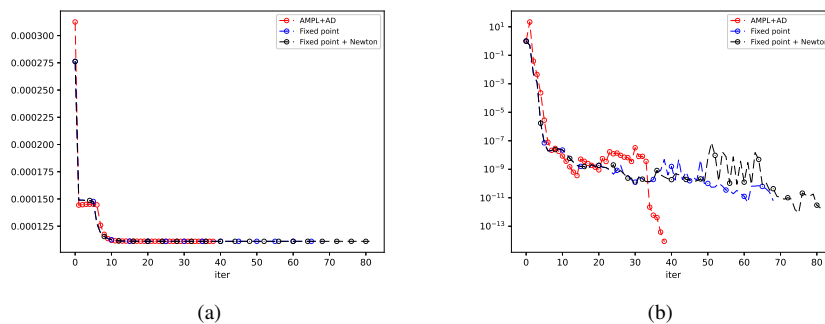 AMPL+AD
Fixed point
Fixed point + Newton
0.000300
0.000275
0.000250
0.000225
0.000200
0.000175
0.000150
0.000125
0 10 20 30 40 50 60 70 80
iter
(a)
AMPL+AD
Fixed point
Fixed point + Newton
10^1
10^-1
10^-3
10^-5
10^-7
10^-9
10^-11
10^-13
0 10 20 30 40 50 60 70 80
iter
(b)